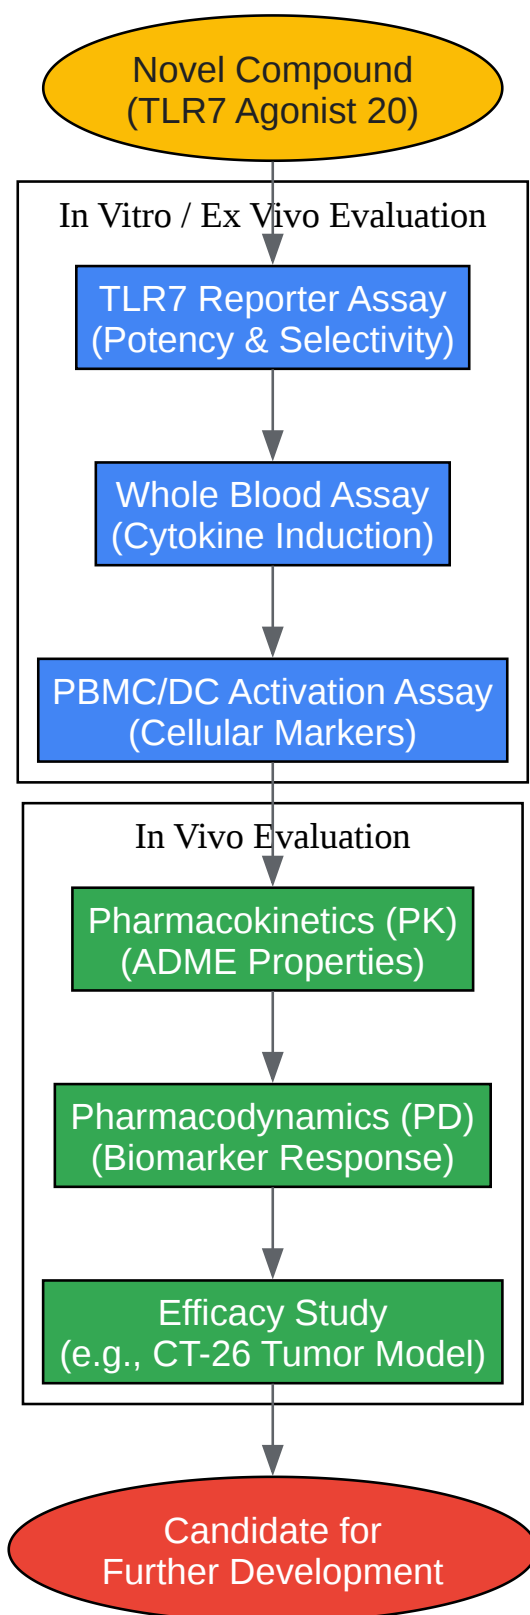 Novel Compound
(TLR7 Agonist 20)
In Vitro / Ex Vivo Evaluation
TLR7 Reporter Assay
(Potency & Selectivity)
Whole Blood Assay
(Cytokine Induction)
PBMC/DC Activation Assay
(Cellular Markers)
In Vivo Evaluation
Pharmacokinetics (PK)
(ADME Properties)
Pharmacodynamics (PD)
(Biomarker Response)
Efficacy Study
(e.g., CT-26 Tumor Model)
Candidate for
Further Development